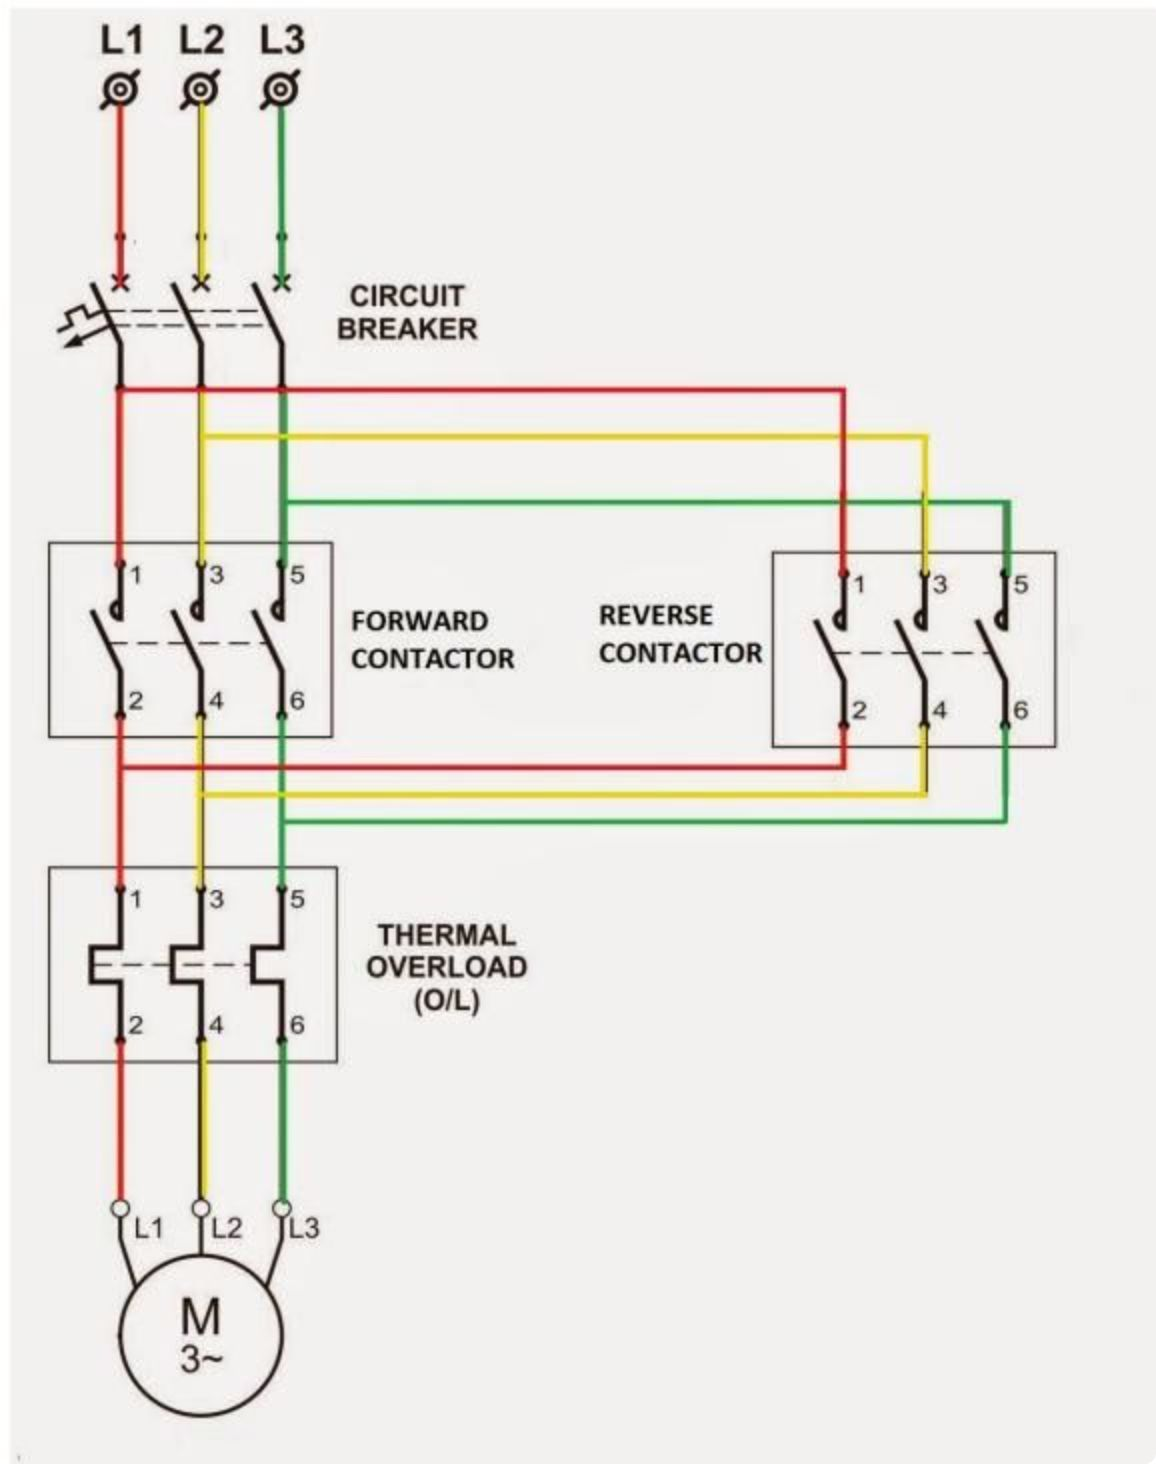 L1 L2 L3
CIRCUIT
BREAKER
1 3 5
FORWARD
CONTACTOR
2 4 6
REVERSE
CONTACTOR
1 3 5
2 4 6
1 3 5
THERMAL
OVERLOAD
(O/L)
2 4 6
L1 L2 L3
M
3~